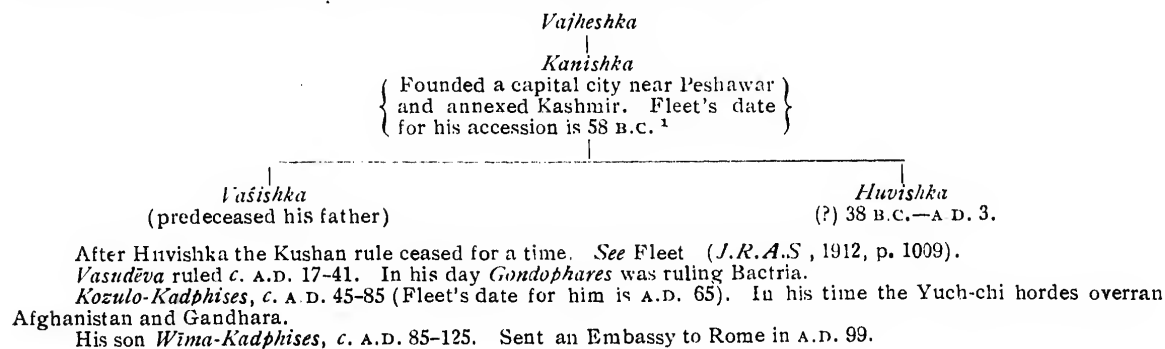 Vajheshka
Kanishka
Founded a capital city near Peshawar
and annexed Kashmir. Fleet's date
for his accession is 58 B.C. ¹
Vaśishka
(predeceased his father)
Huvishka
(?) 38 B.C.—A D. 3.
After Huvishka the Kushan rule ceased for a time. See Fleet (J.R.A.S , 1912, p. 1009).
Vasudēva ruled c. A.D. 17-41. In his day Gondophares was ruling Bactria.
Kozulo-Kadphises, c. A D. 45-85 (Fleet's date for him is A.D. 65). In his time the Yueh-chi hordes overran
Afghanistan and Gandhara.
His son Wīma-Kadphises, c. A.D. 85-125. Sent an Embassy to Rome in A.D. 99.